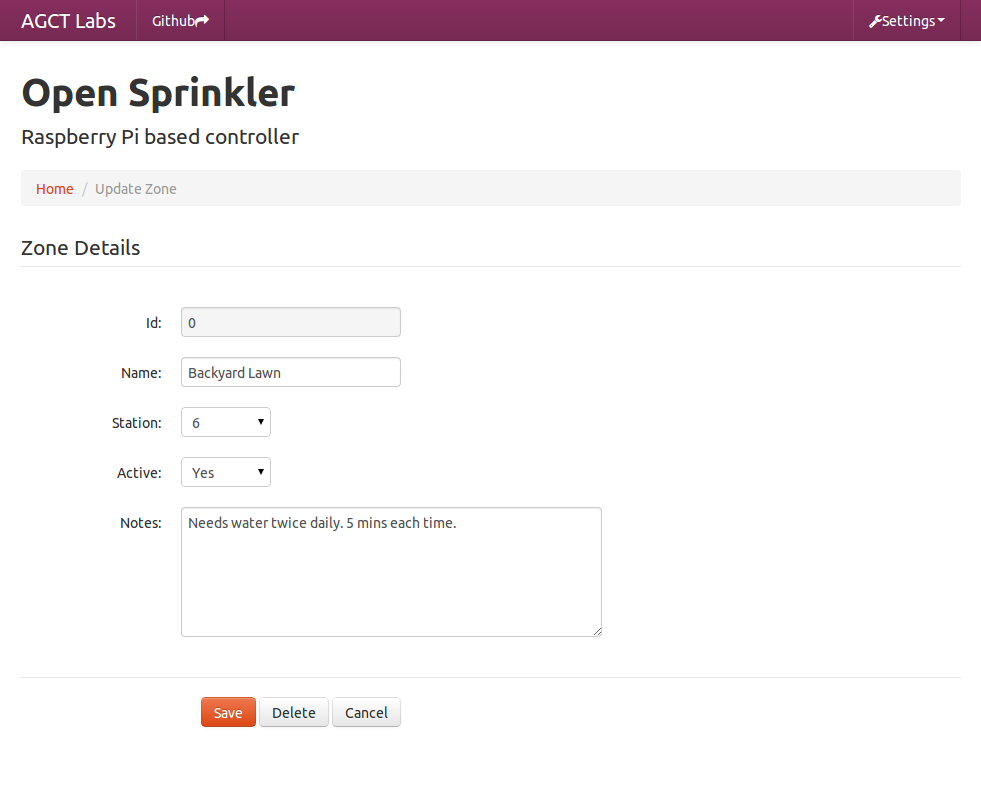 AGCT Labs Github Settings
Open Sprinkler
Raspberry Pi based controller
Home / Update Zone
Zone Details
Id: 0
Name: Backyard Lawn
Station: 6
Active: Yes
Notes: Needs water twice daily. 5 mins each time.
Save Delete Cancel